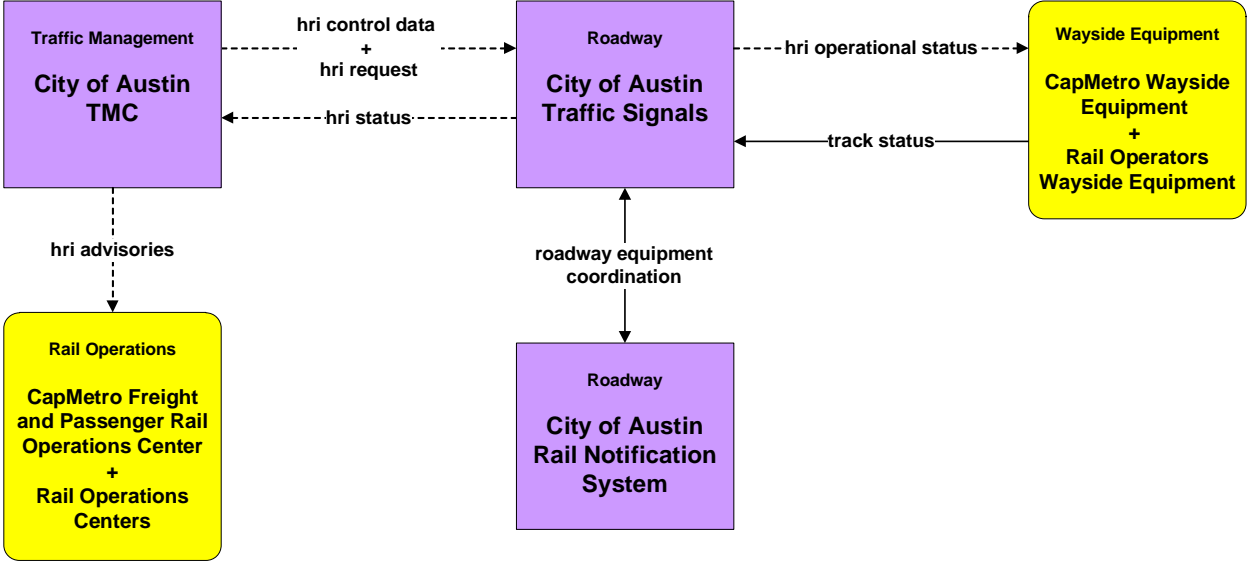 Traffic Management
City of Austin
TMC
hri control data
+
hri request
hri status
Roadway
City of Austin
Traffic Signals
hri operational status
track status
Wayside Equipment
CapMetro Wayside
Equipment
+
Rail Operators
Wayside Equipment
hri advisories
roadway equipment
coordination
Rail Operations
CapMetro Freight
and Passenger Rail
Operations Center
+
Rail Operations
Centers
Roadway
City of Austin
Rail Notification
System